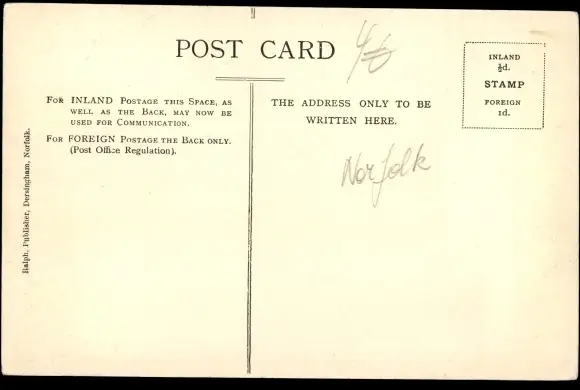 POST CARD
4/6
For INLAND Postage this Space, as
well as the Back, may now be
used for Communication.
For FOREIGN Postage the Back only.
(Post Office Regulation).
THE ADDRESS ONLY TO BE
WRITTEN HERE.
INLAND
½d.
STAMP
FOREIGN
1d.
Norfolk
Ralph, Publisher, Dersingham, Norfolk.